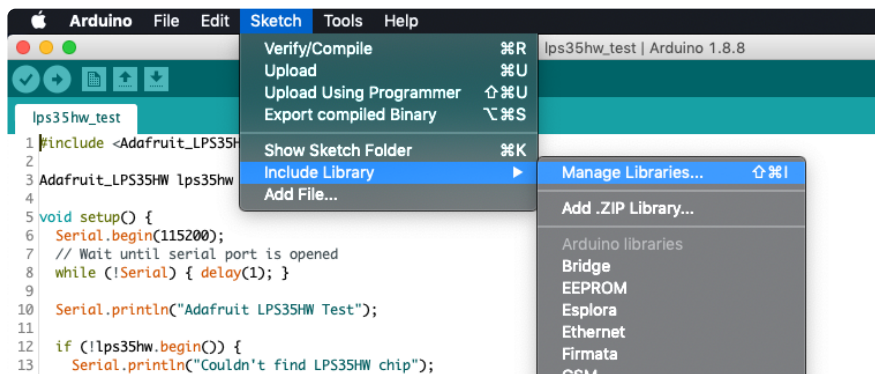 Arduino File Edit Sketch Tools Help
lps35hw_test | Arduino 1.8.8
Verify/Compile ⌘R
Upload ⌘U
Upload Using Programmer ⇧⌘U
Export compiled Binary ⌥⌘S
Show Sketch Folder ⌘K
Include Library ▶
Add File...
Manage Libraries... ⇧⌘I
Add .ZIP Library...
Arduino libraries
Bridge
EEPROM
Esplora
Ethernet
Firmata
GSM
lps35hw_test
1 #include <Adafruit_LPS35H
2
3 Adafruit_LPS35HW lps35hw
4
5 void setup() {
6 Serial.begin(115200);
7 // Wait until serial port is opened
8 while (!Serial) { delay(1); }
9
10 Serial.println("Adafruit LPS35HW Test");
11
12 if (!lps35hw.begin()) {
13 Serial.println("Couldn't find LPS35HW chip");